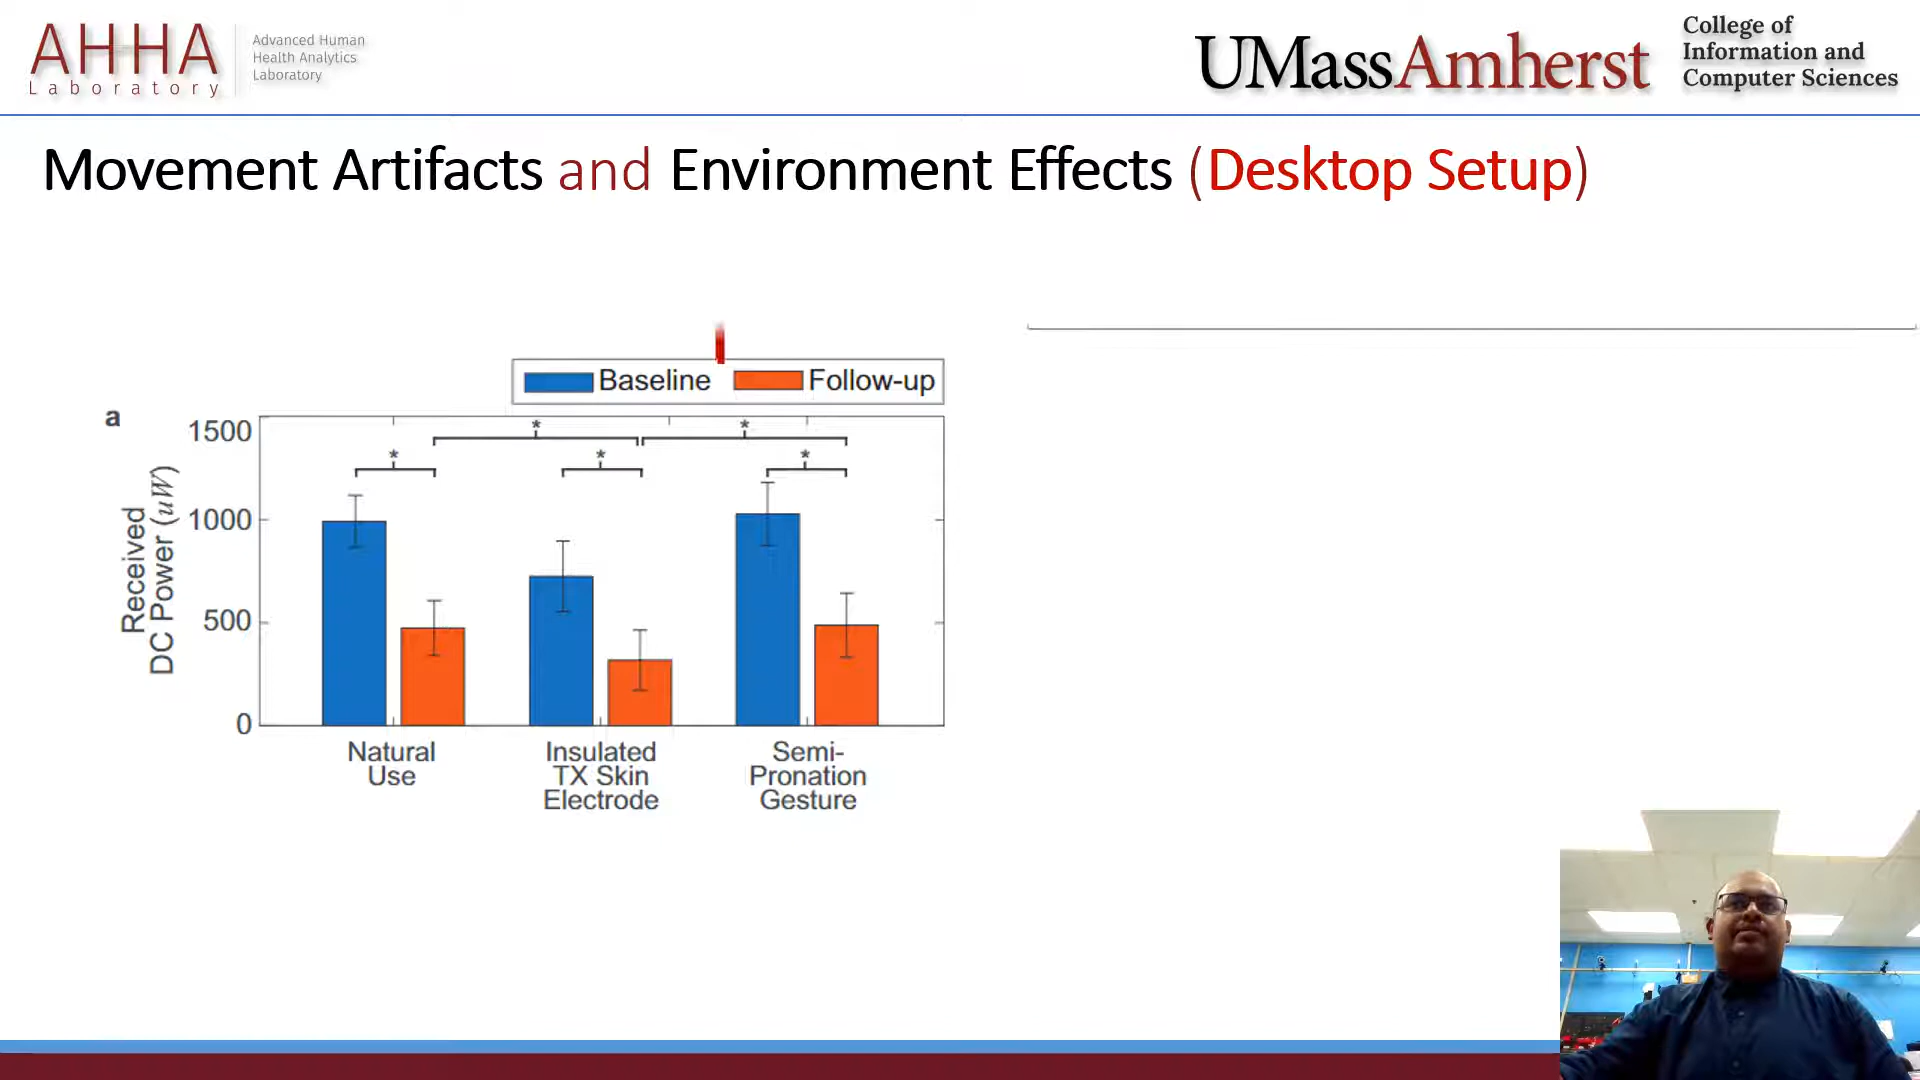 AHHA
Laboratory
Advanced Human
Health Analytics
Laboratory
UMassAmherst
College of
Information and
Computer Sciences
Movement Artifacts and Environment Effects (Desktop Setup)
Baseline
Follow-up
a
1500
1000
500
0
Received
DC Power (uW)
*
*
*
*
*
Natural
Use
Insulated
TX Skin
Electrode
Semi-
Pronation
Gesture